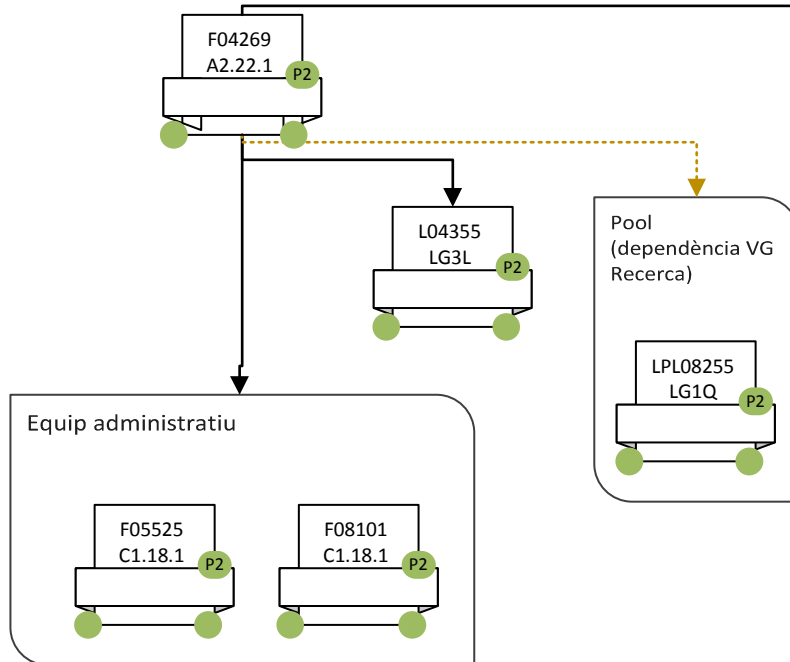 F04269
A2.22.1
P2
L04355
LG3L
P2
Pool
(dependència VG
Recerca)
LPL08255
LG1Q
P2
Equip administratiu
F05525
C1.18.1
P2
F08101
C1.18.1
P2